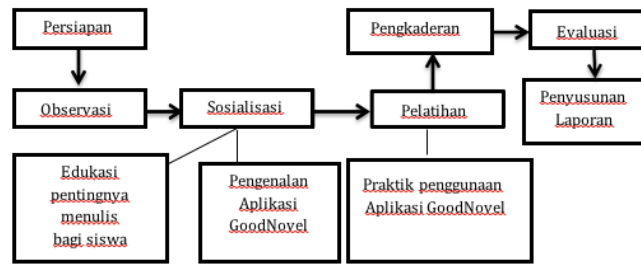 Persiapan
Pengkaderan
Evaluasi
Observasi
Sosialisasi
Pelatihan
Penyusunan
Laporan
Edukasi
pentingnya
menulis
bagi siswa
Pengenalan
Aplikasi
GoodNovel
Praktik penggunaan
Aplikasi GoodNovel